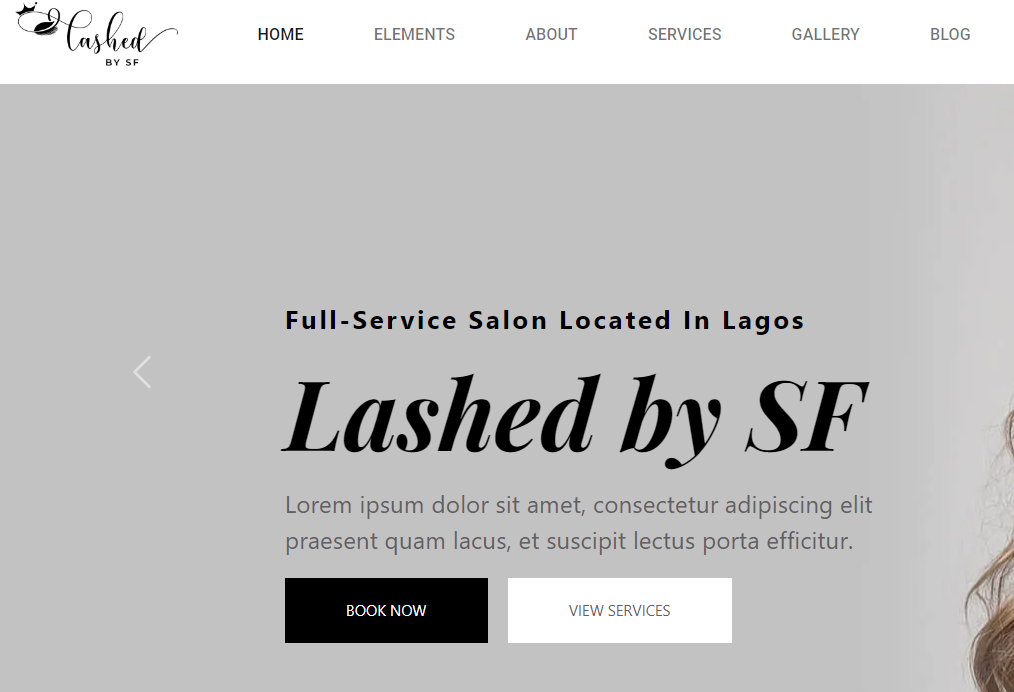 Lashed
BY SF
HOME
ELEMENTS
ABOUT
SERVICES
GALLERY
BLOG
Full-Service Salon Located In Lagos
Lashed by SF
Lorem ipsum dolor sit amet, consectetur adipiscing elit
praesent quam lacus, et suscipit lectus porta efficitur.
BOOK NOW
VIEW SERVICES